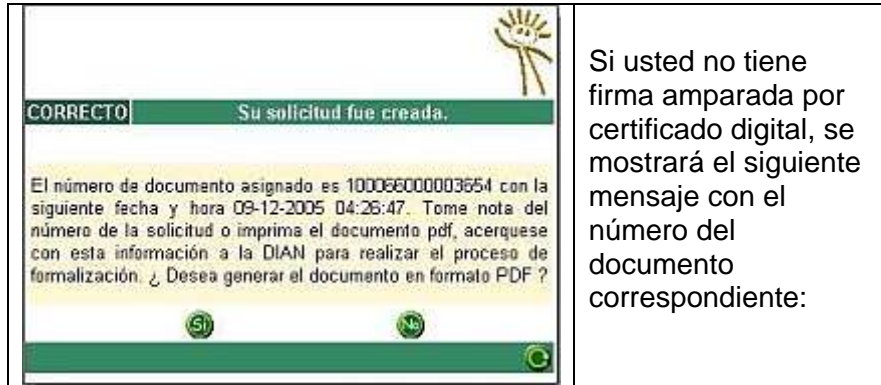 CORRECTO Su solicitud fue creada.
El número de documento asignado es 100066000003654 con la
siguiente fecha y hora 09-12-2005 04:26:47. Tome nota del
número de la solicitud o imprima el documento pdf, acerquese
con esta información a la DIAN para realizar el proceso de
formalización. ¿ Desea generar el documento en formato PDF ?
Si No
Si usted no tiene
firma amparada por
certificado digital, se
mostrará el siguiente
mensaje con el
número del
documento
correspondiente: